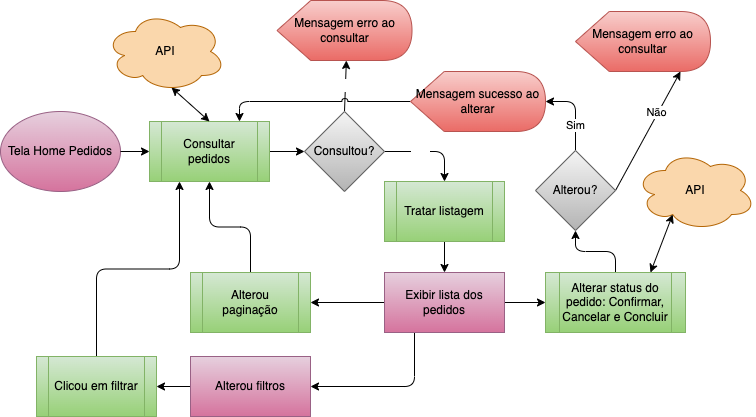 Mensagem erro ao
consultar
API
Mensagem erro ao
consultar
Mensagem sucesso ao
alterar
Sim
Não
Tela Home Pedidos
Consultar
pedidos
Consultou?
Alterou?
API
Tratar listagem
Alterou
paginação
Exibir lista dos
pedidos
Alterar status do
pedido: Confirmar,
Cancelar e Concluir
Clicou em filtrar
Alterou filtros